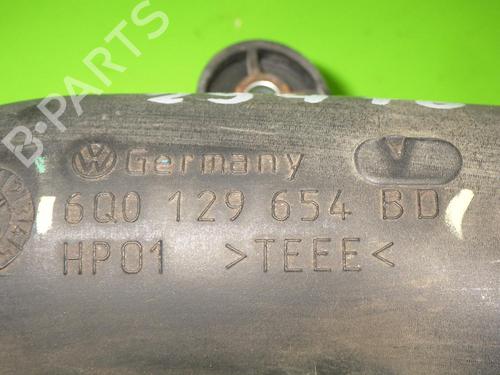 B-PARTS
Germany
V
6Q0 129 654 BD
HP01 >TEEE<